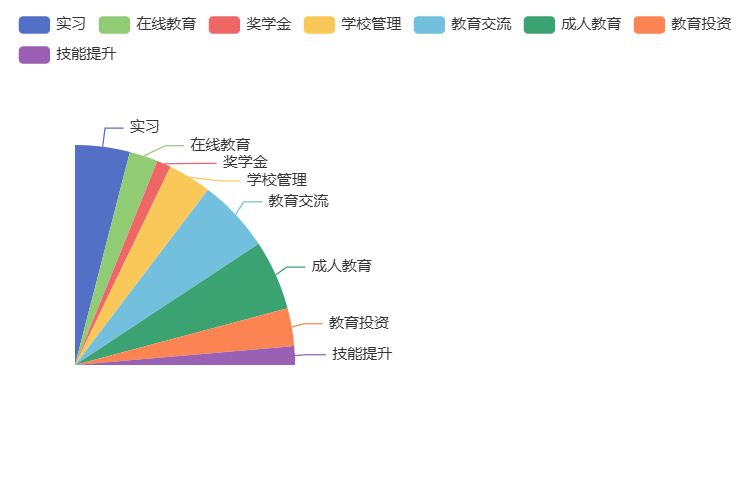 实习 在线教育 奖学金 学校管理 教育交流 成人教育 教育投资
技能提升
实习
在线教育
奖学金
学校管理
教育交流
成人教育
教育投资
技能提升